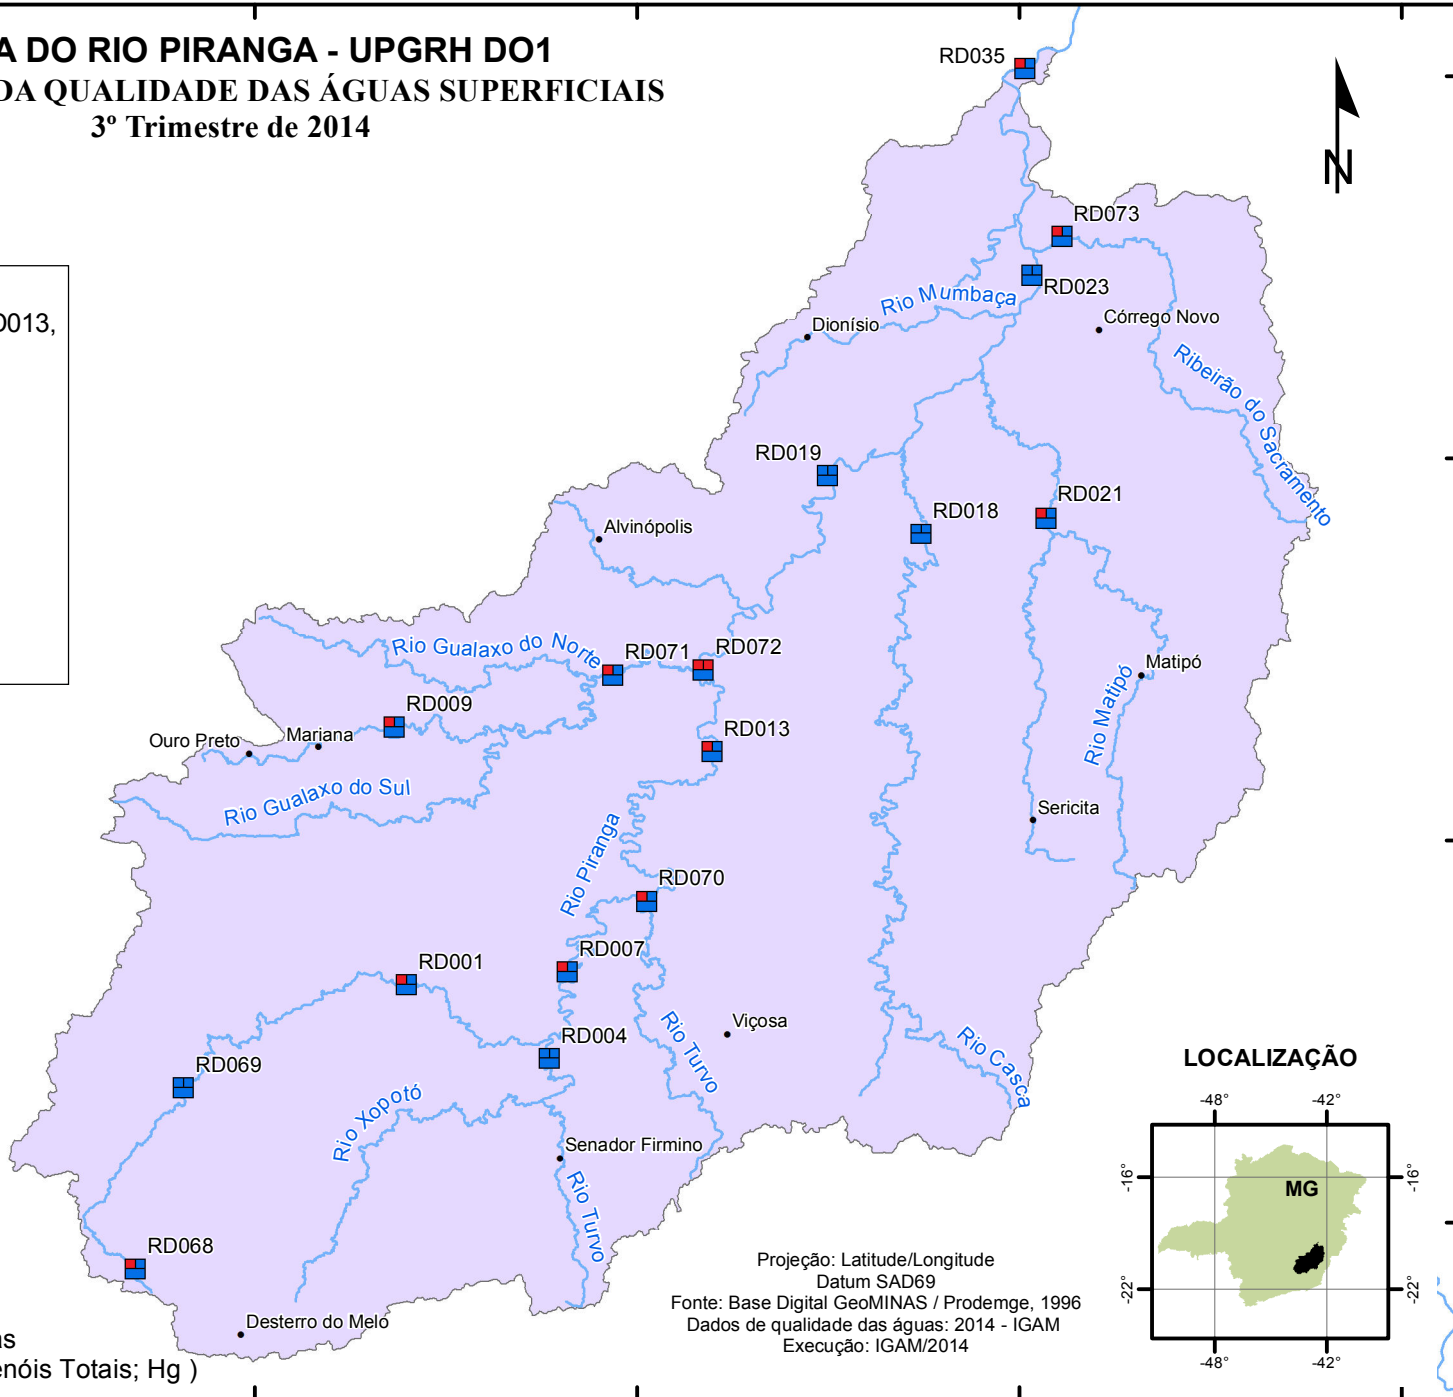 A DO RIO PIRANGA - UPGRH DO1
DA QUALIDADE DAS ÁGUAS SUPERFICIAIS
3º Trimestre de 2014
RD035
N
RD073
RD023
D013,
Rio Mumbaça
Dionísio
Córrego Novo
Ribeirão do Sacramento
RD019
RD018
RD021
Alvinópolis
Rio Gualaxo do Norte
RD071
RD072
Rio Matipó
Matipó
RD009
Ouro Preto
Mariana
RD013
Rio Gualaxo do Sul
Sericita
Rio Piranga
RD070
RD007
RD001
Viçosa
RD004
Rio Turvo
Rio Casca
RD069
Rio Xopotó
Senador Firmino
Rio Turvo
RD068
Desterro do Melo
LOCALIZAÇÃO
-48°
-42°
-16°
-16°
MG
-22°
-22°
-48°
-42°
Projeção: Latitude/Longitude
Datum SAD69
Fonte: Base Digital GeoMINAS / Prodemge, 1996
Dados de qualidade das águas: 2014 - IGAM
Execução: IGAM/2014
as
enóis Totais; Hg )